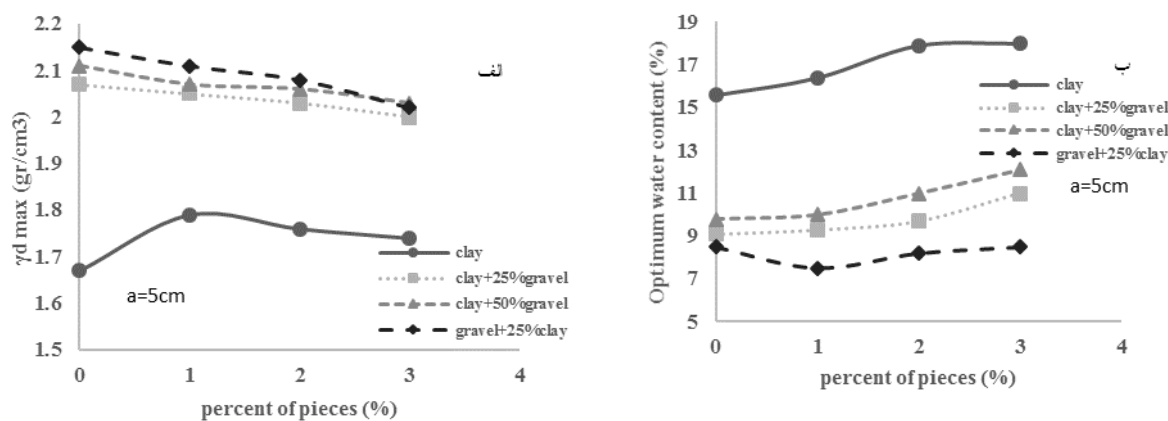 2.2
2.1
2
1.9
1.8
1.7
1.6
1.5
γd max (gr/cm3)
الف
clay
clay+25%gravel
clay+50%gravel
gravel+25%clay
a=5cm
0 1 2 3 4
percent of pieces (%)
19
17
15
13
11
9
7
5
Optimum water content (%)
ب
clay
clay+25%gravel
clay+50%gravel
gravel+25%clay
a=5cm
0 1 2 3 4
percent of pieces (%)